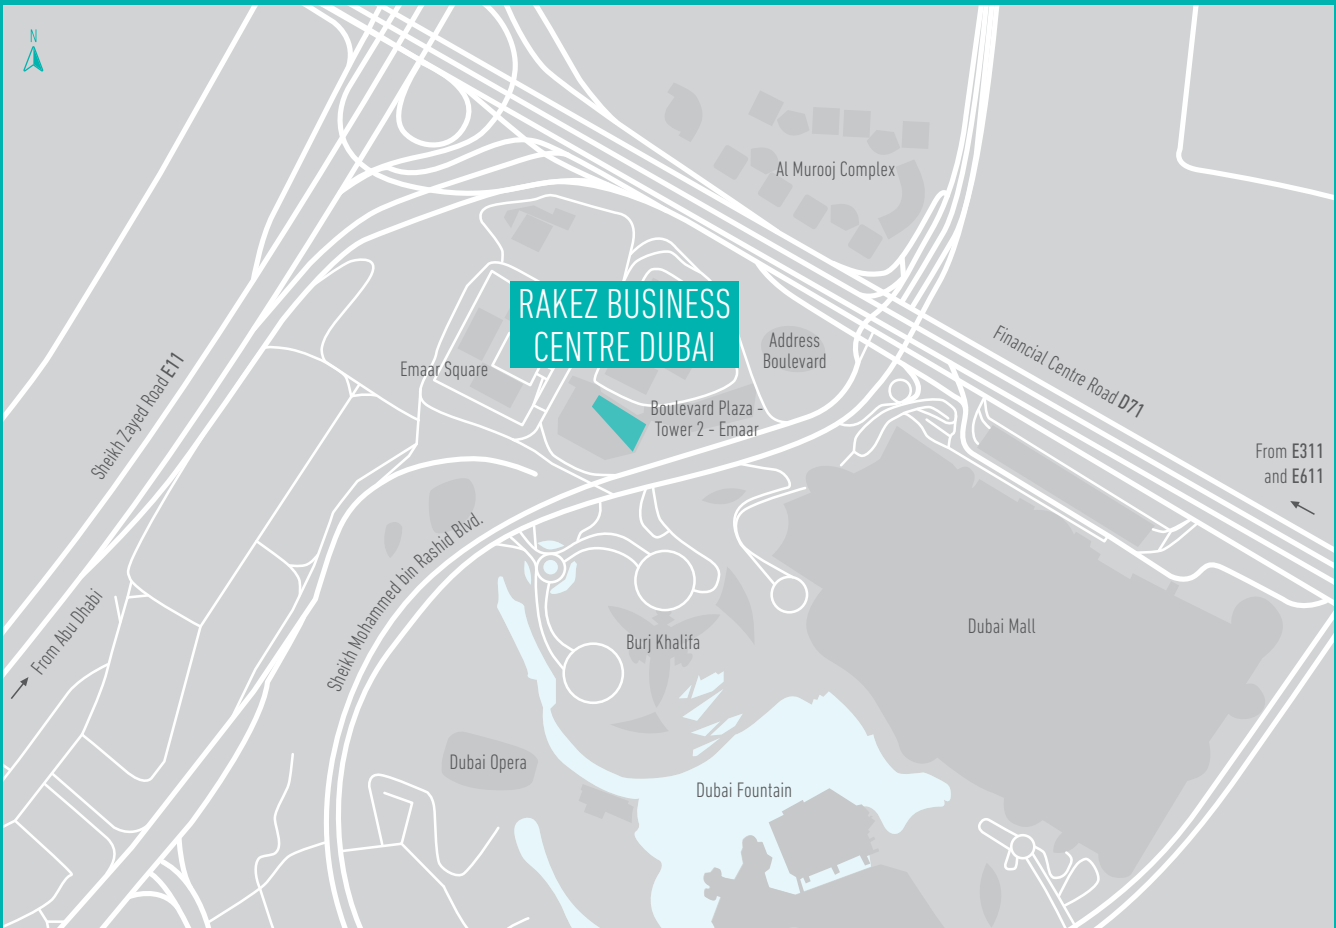 N
Al Murooj Complex
RAKEZ BUSINESS
CENTRE DUBAI
Address
Boulevard
Emaar Square
Financial Centre Road D71
Sheikh Zayed Road E11
Boulevard Plaza -
Tower 2 - Emaar
From E311
and E611
Sheikh Mohammed bin Rashid Blvd.
From Abu Dhabi
Burj Khalifa
Dubai Mall
Dubai Opera
Dubai Fountain